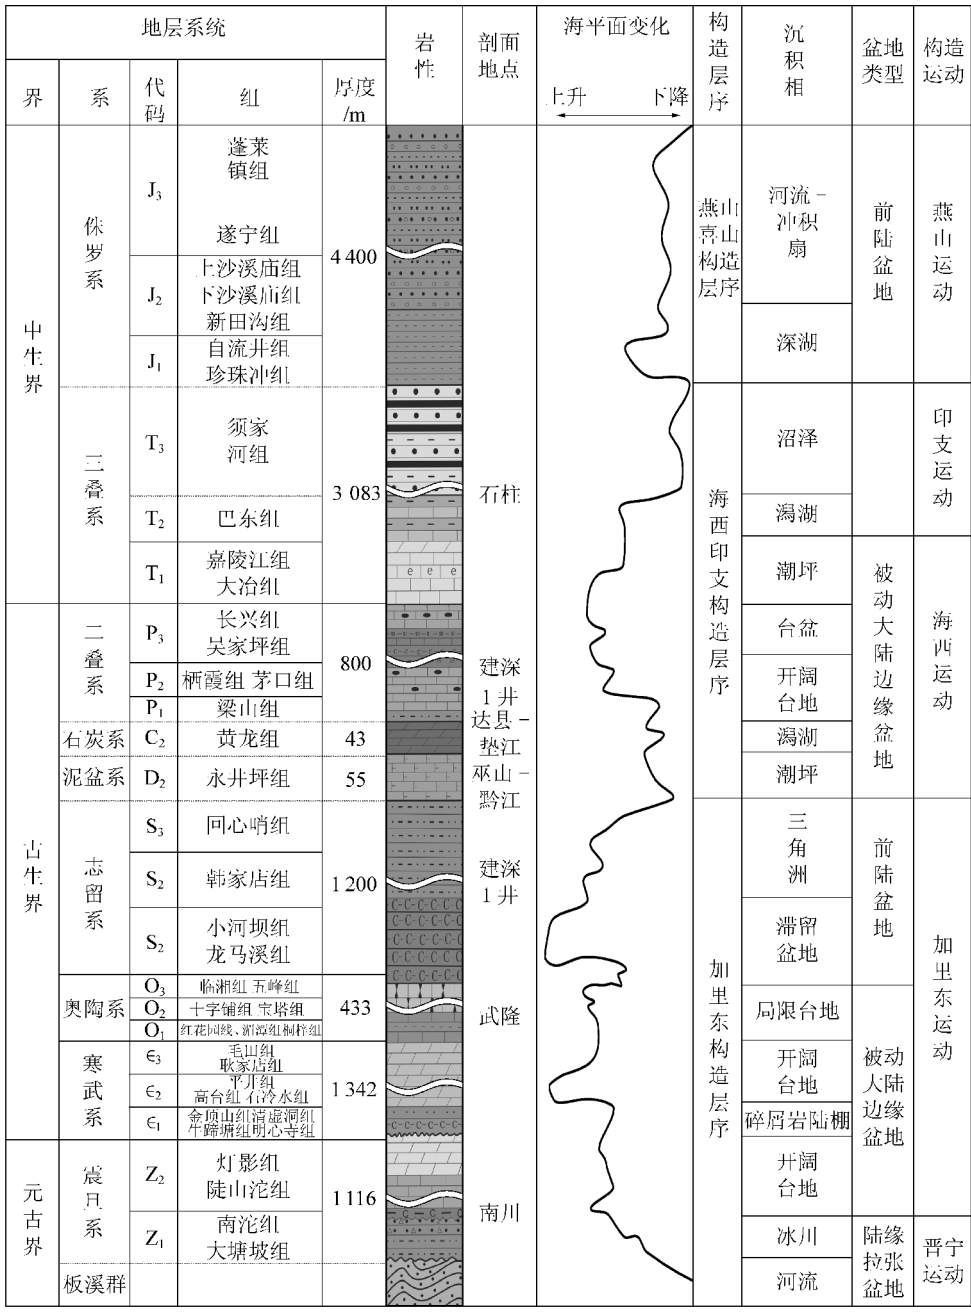 地层系统
岩性
剖面
地点
海平面变化
上升
下降
构造层序
沉积相
盆地
类型
构造
运动
界
系
代码
组
厚度
/m
中生界
侏罗系
J3
蓬莱
镇组
遂宁组
4 400
J2
上沙溪庙组
下沙溪庙组
新田沟组
J1
自流井组
珍珠冲组
燕山
喜山
构造
层序
河流－
冲积
扇
深湖
前陆盆地
燕山运动
三叠系
T3
须家
河组
3 083
T2
巴东组
T1
嘉陵江组
大冶组
石柱
海西印支构造层序
沼泽
潟湖
潮坪
印支运动
被动大陆边缘盆地
海西运动
古生界
二叠系
P3
长兴组
吴家坪组
800
P2
栖霞组 茅口组
P1
梁山组
建深
1井
台盆
开阔
台地
石炭系
C2
黄龙组
43
达县－
垫江
潟湖
泥盆系
D2
永井坪组
55
巫山－
黔江
潮坪
志留系
S3
回心哨组
S2
韩家店组
1 200
S2
小河坝组
龙马溪组
建深
1井
加里东构造层序
三角洲
滞留
盆地
前陆盆地
加里东运动
奥陶系
O3
临湘组 五峰组
O2
十字铺组 宝塔组
433
O1
红花园线、湄潭组桐梓组
武隆
局限台地
寒武系
ϵ3
毛田组
耿家店组
ϵ2
平井组
高台组 石冷水组
1 342
ϵ1
金顶山组清虚洞组
牛蹄塘组明心寺组
开阔
台地
碎屑岩陆棚
被动
大陆
边缘
盆地
元古界
震旦系
Z2
灯影组
陡山沱组
1 116
Z1
南沱组
大塘坡组
南川
开阔
台地
冰川
河流
陆缘
拉张
盆地
晋宁
运动
板溪群